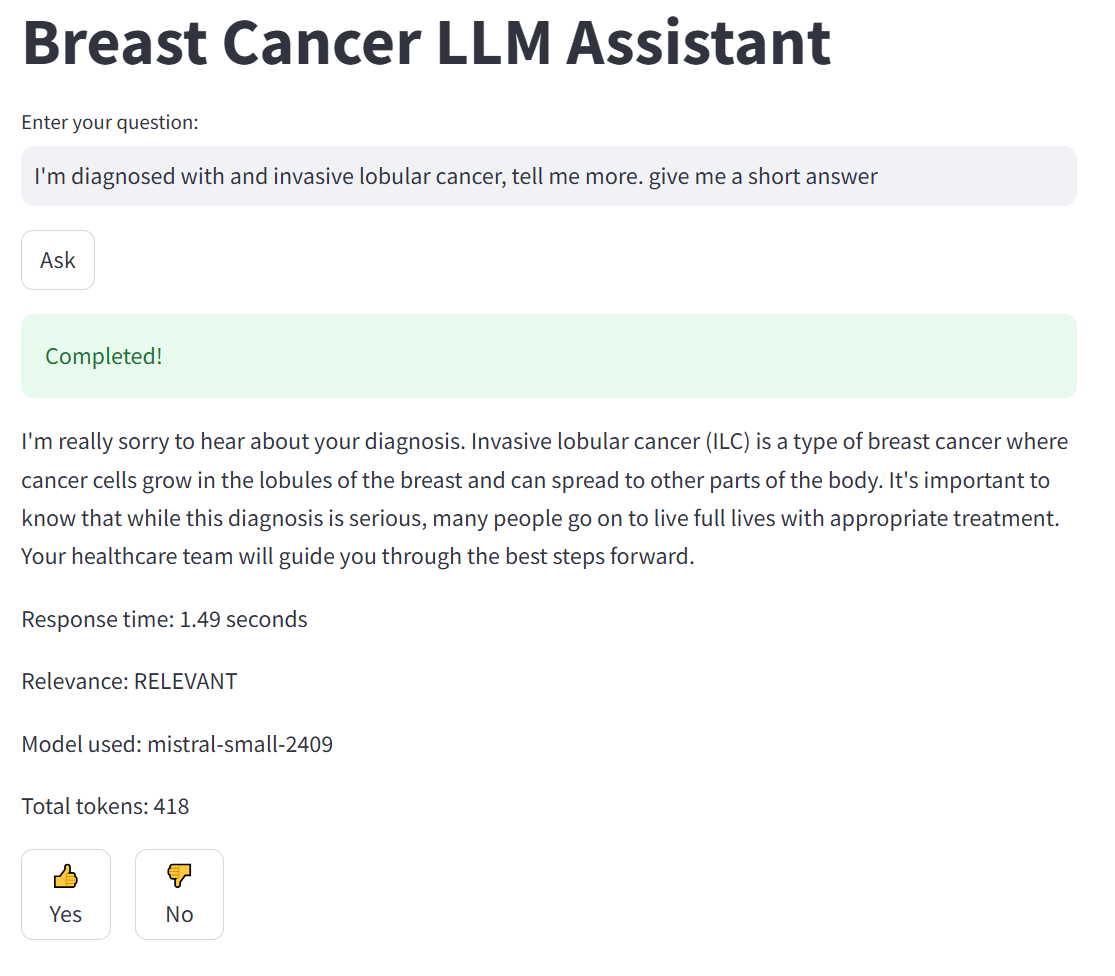 Breast Cancer LLM Assistant
Enter your question:
I'm diagnosed with and invasive lobular cancer, tell me more. give me a short answer
Ask
Completed!
I'm really sorry to hear about your diagnosis. Invasive lobular cancer (ILC) is a type of breast cancer where
cancer cells grow in the lobules of the breast and can spread to other parts of the body. It's important to
know that while this diagnosis is serious, many people go on to live full lives with appropriate treatment.
Your healthcare team will guide you through the best steps forward.
Response time: 1.49 seconds
Relevance: RELEVANT
Model used: mistral-small-2409
Total tokens: 418
Yes
No